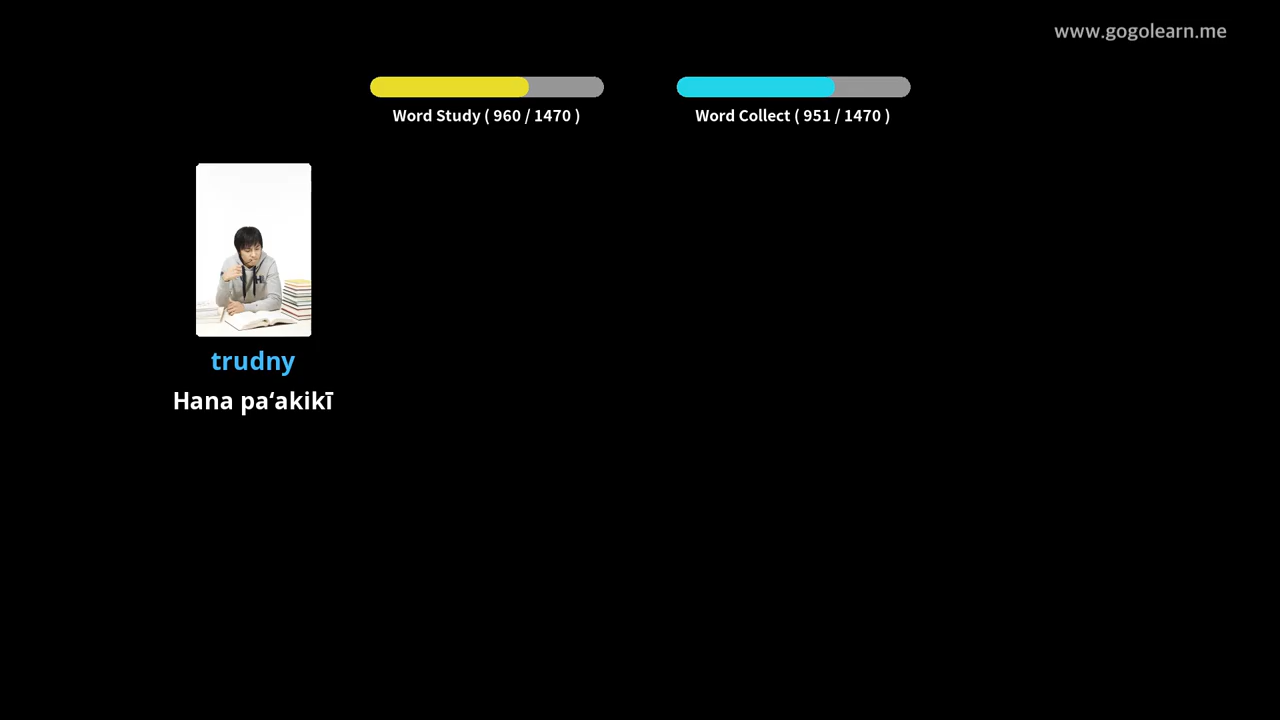 www.gogolearn.me
Word Study ( 960 / 1470 )
Word Collect ( 951 / 1470 )
trudny
Hana paʻakikī